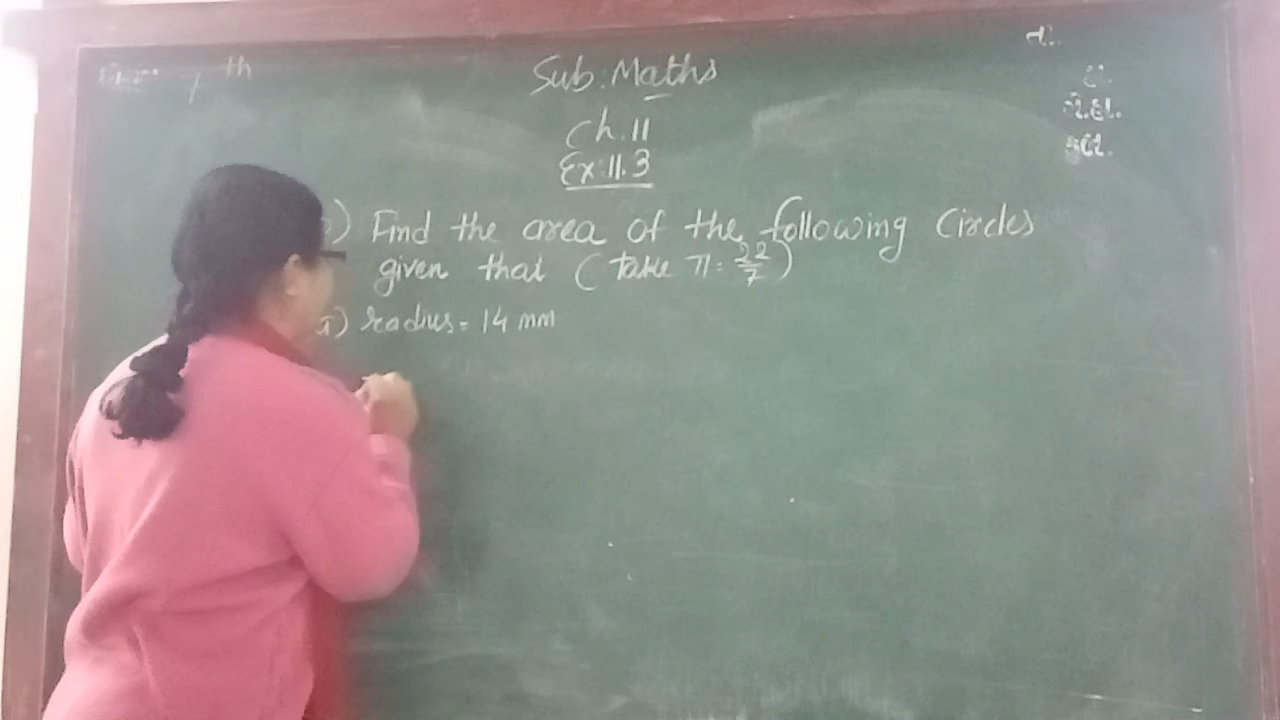 7th
Sub: Maths
Ch. 11
Ex: 11.3
) Find the area of the following Circles
given that ( Take π = 22/7 )
a) radius = 14 mm